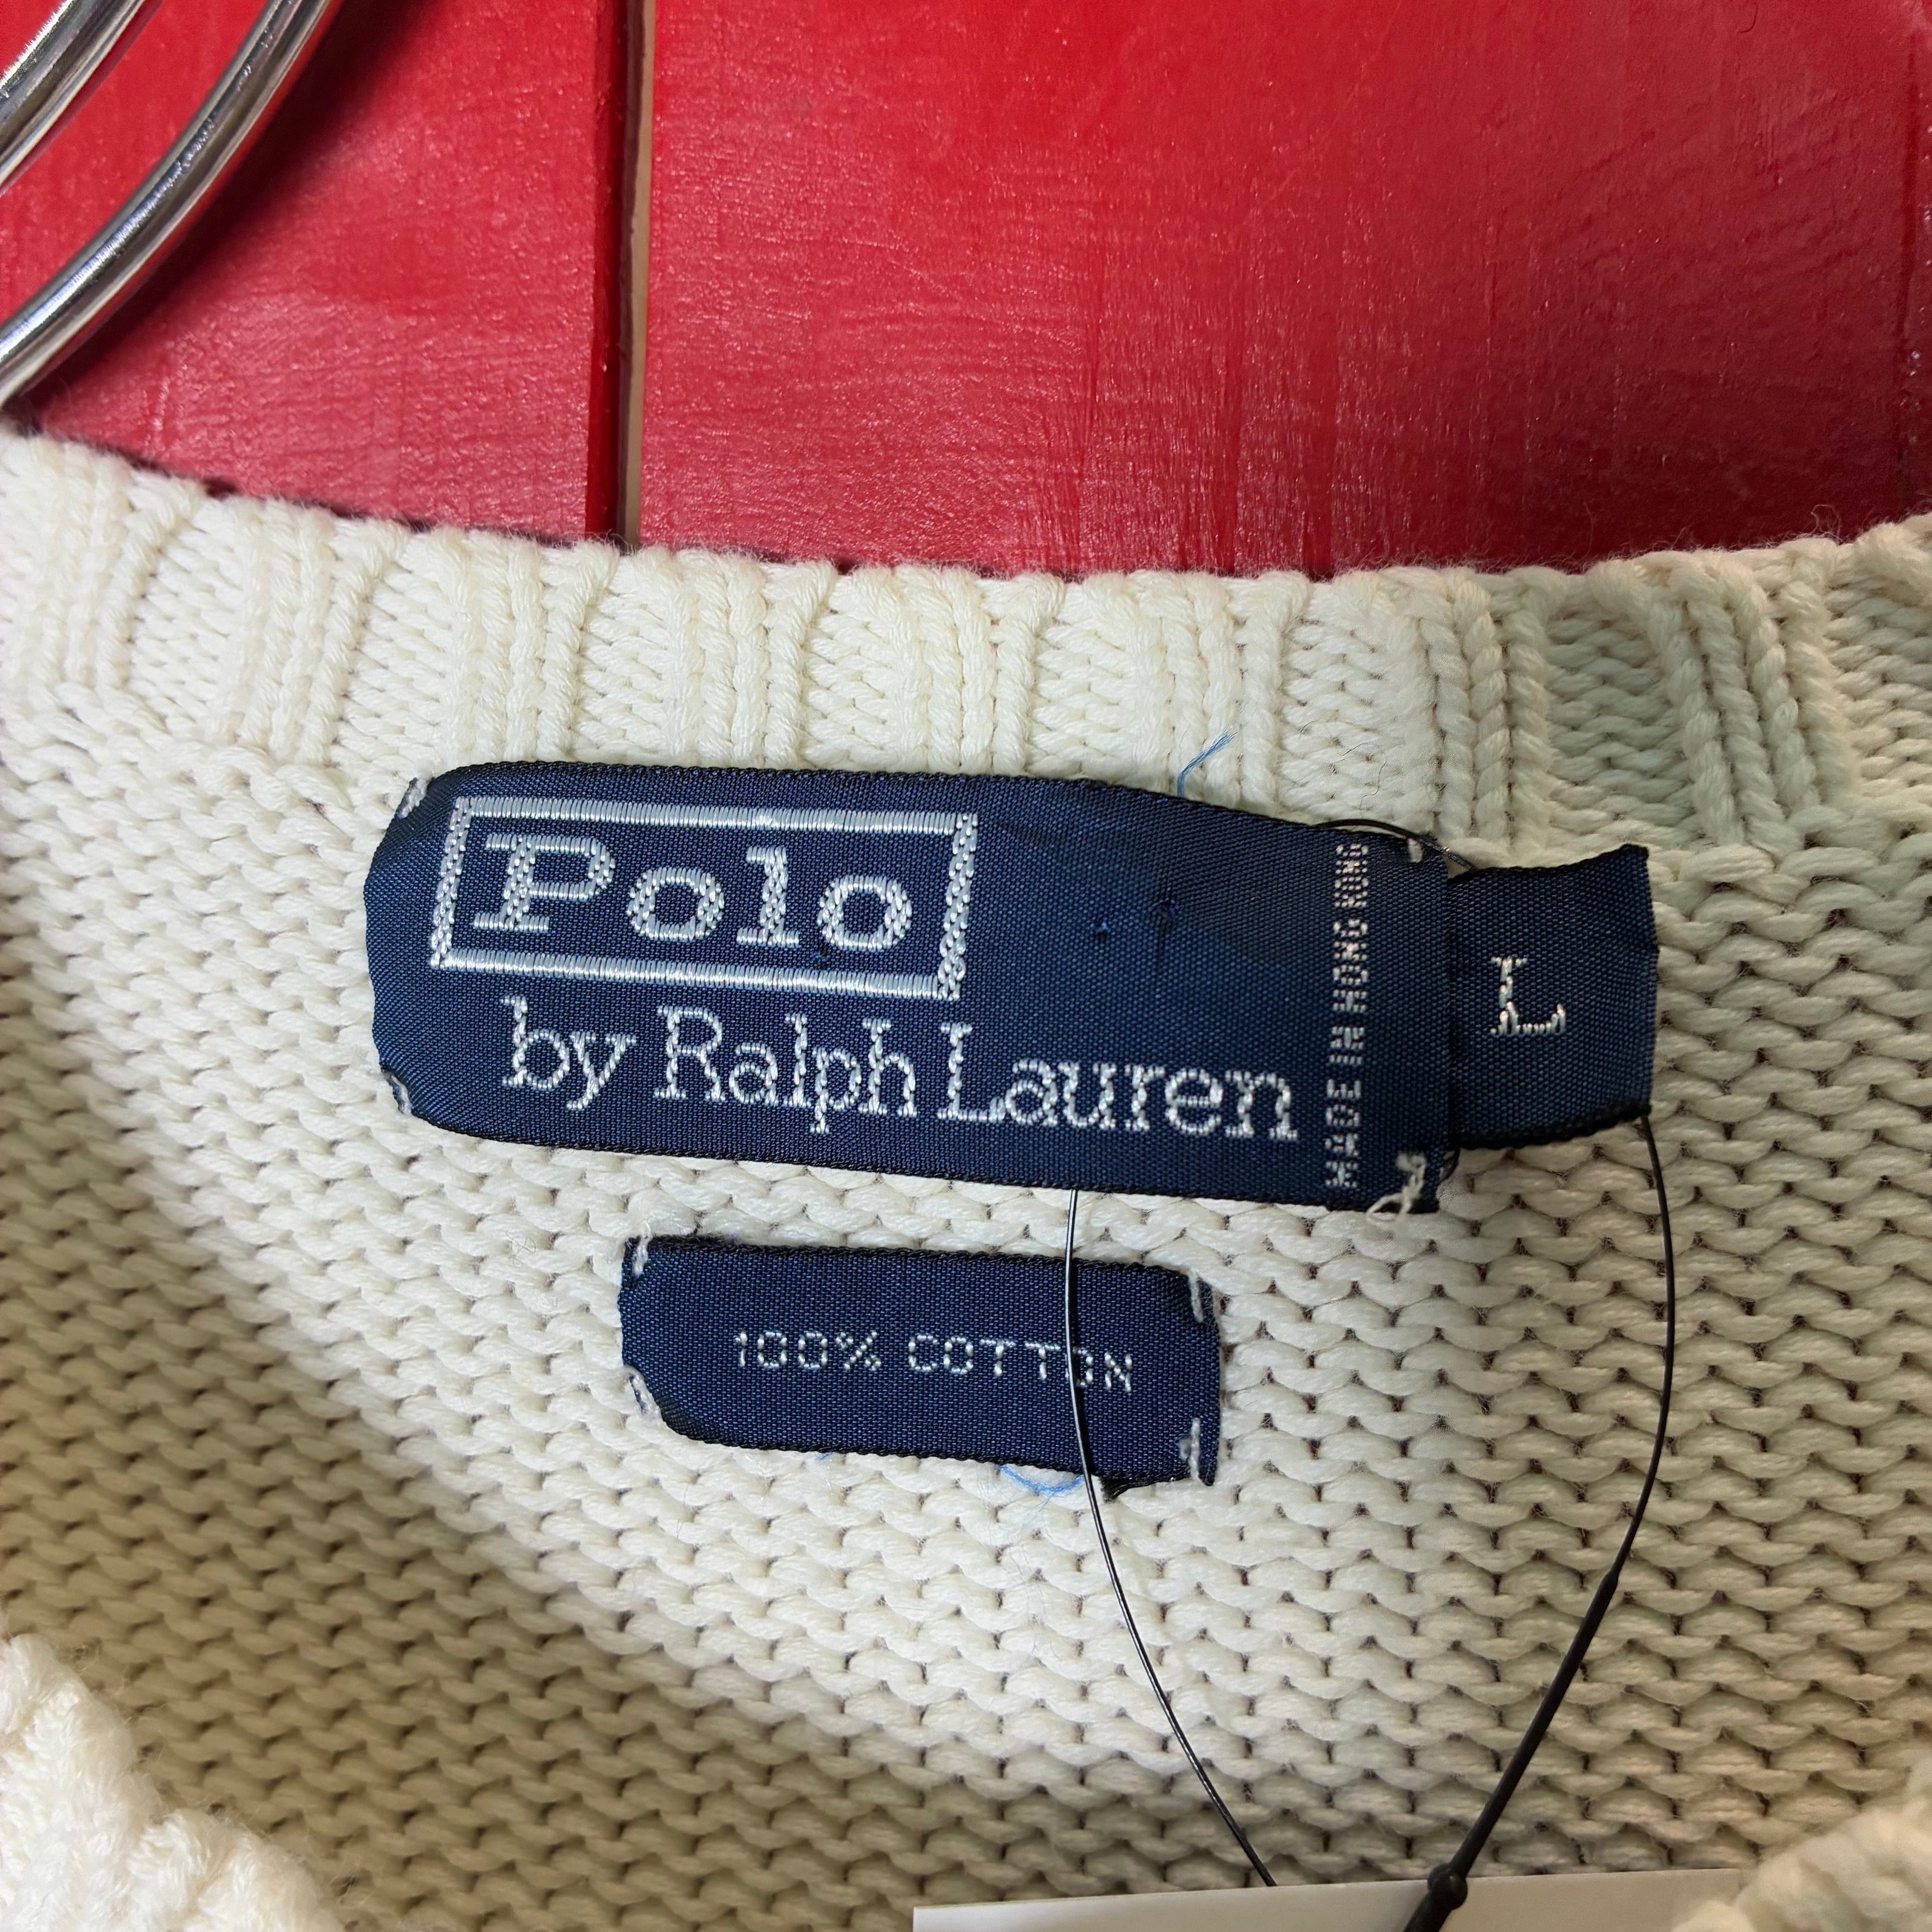 Polo
by Ralph Lauren
MADE IN HONG KONG
L
100% COTTON